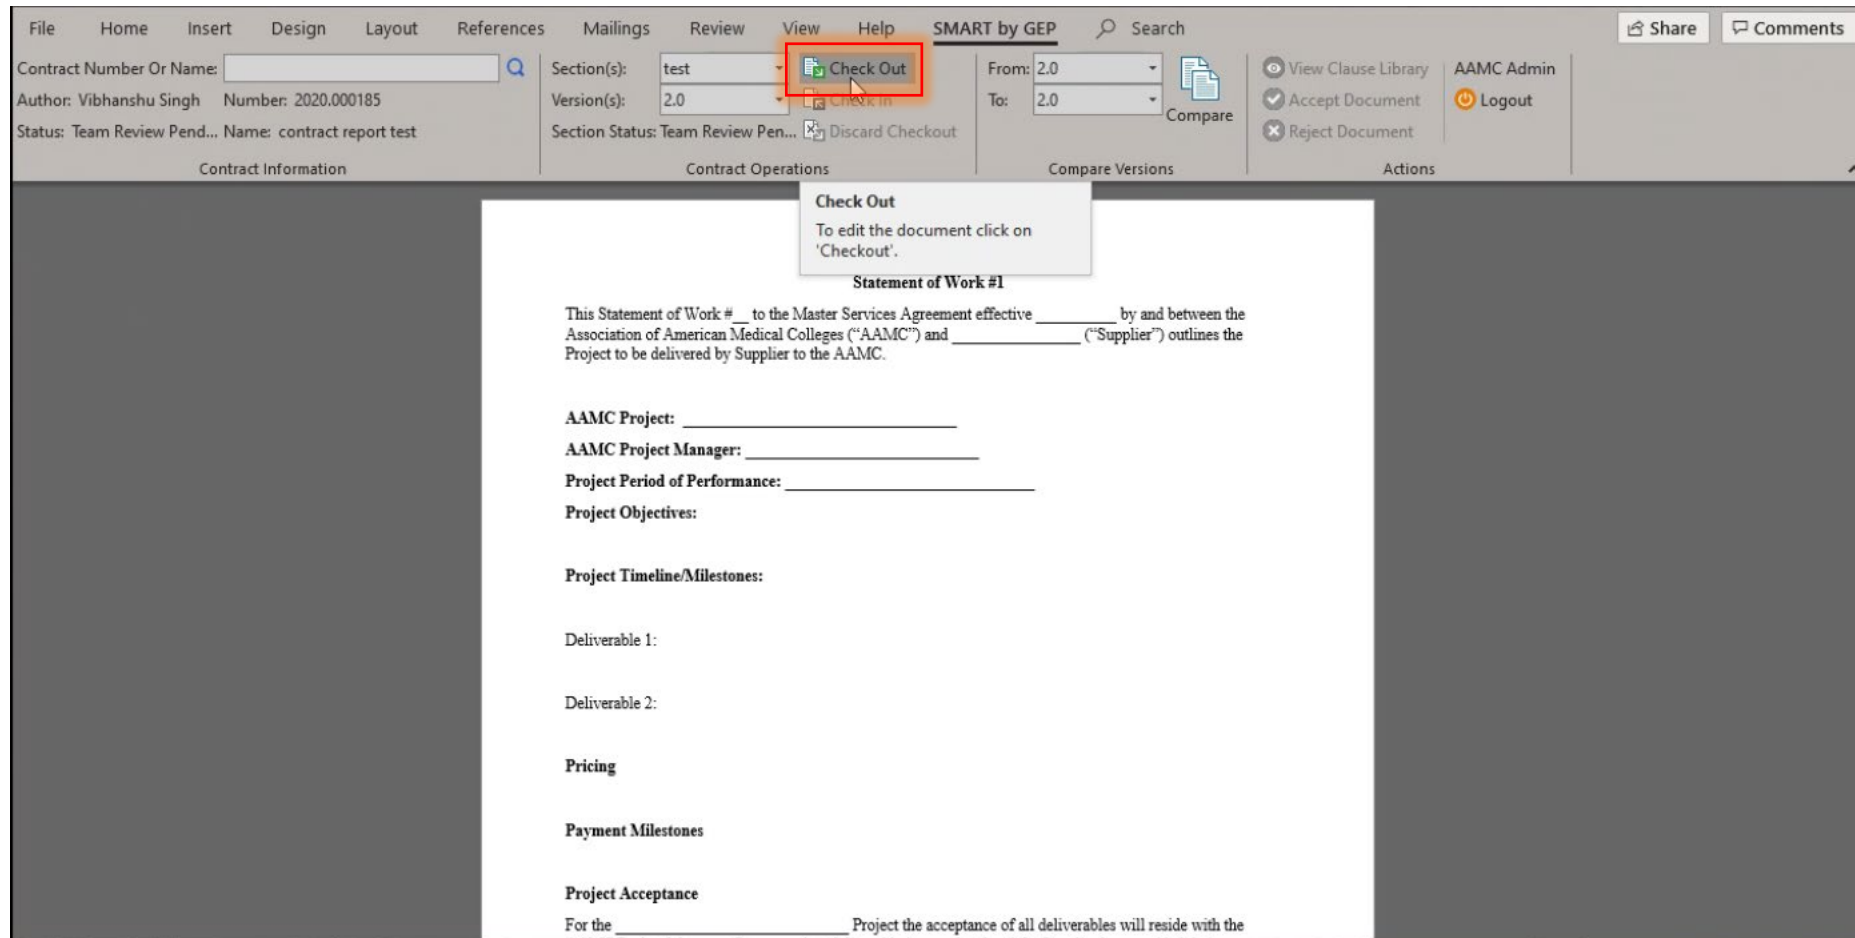 File Home Insert Design Layout References Mailings Review View Help SMART by GEP Search Share Comments
Contract Number Or Name: Section(s): test Check Out From: 2.0 View Clause Library AAMC Admin
Author: Vibhanshu Singh Number: 2020.000185 Version(s): 2.0 Check In To: 2.0 Compare Accept Document Logout
Status: Team Review Pend... Name: contract report test Section Status: Team Review Pen... Discard Checkout Reject Document
Contract Information Contract Operations Compare Versions Actions
Check Out
To edit the document click on
'Checkout'.
Statement of Work #1
This Statement of Work #__ to the Master Services Agreement effective __________ by and between the
Association of American Medical Colleges (“AAMC”) and ________________ (“Supplier”) outlines the
Project to be delivered by Supplier to the AAMC.
AAMC Project: __________________________________
AAMC Project Manager: _____________________________
Project Period of Performance: _______________________________
Project Objectives:
Project Timeline/Milestones:
Deliverable 1:
Deliverable 2:
Pricing
Payment Milestones
Project Acceptance
For the _____________________________ Project the acceptance of all deliverables will reside with the